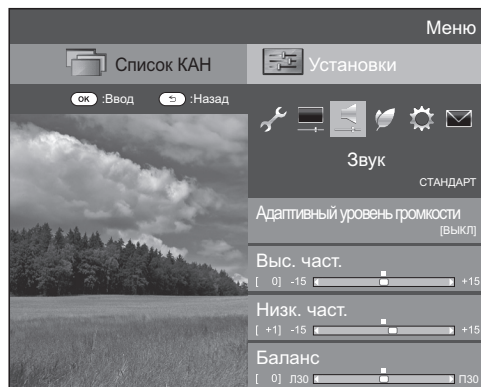 Меню
Список КАН
Установки
OK :Ввод :Назад
Звук
СТАНДАРТ
Адаптивный уровень громкости
[ВЫКЛ]
Выс. част.
[ 0] -15 +15
Низк. част.
[ +1] -15 +15
Баланс
[ 0] Л30 П30